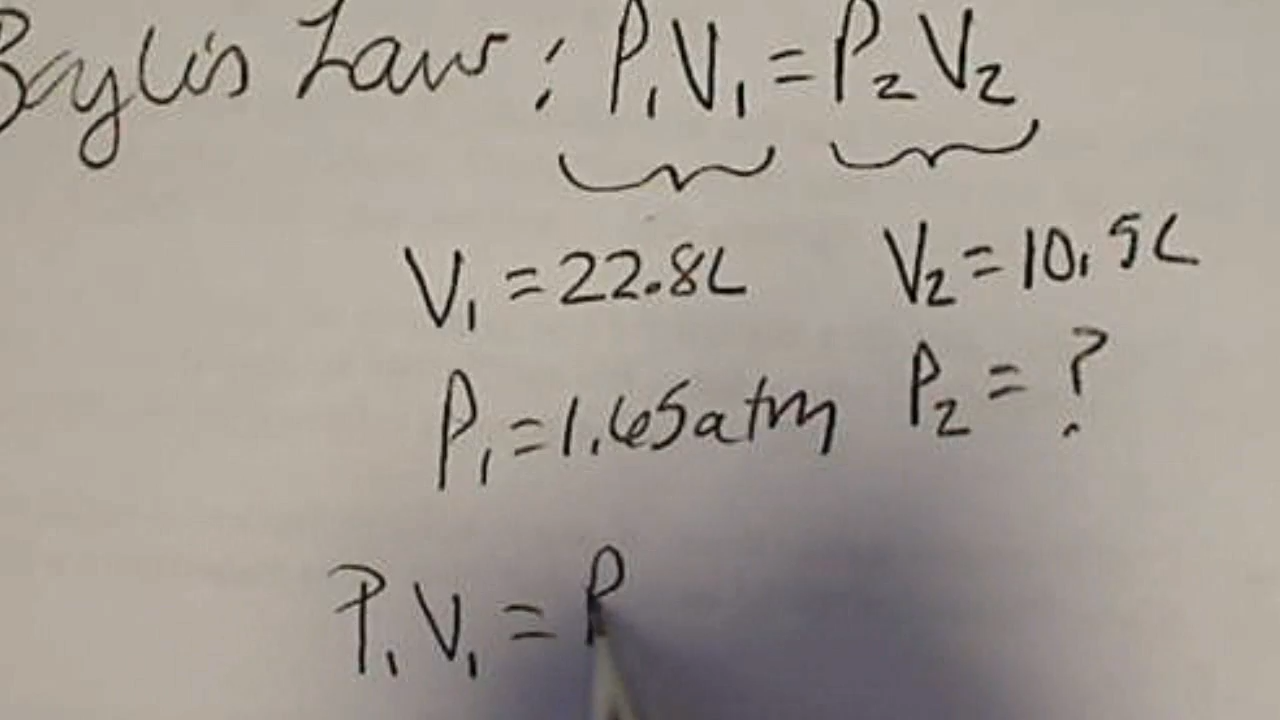 Boyle's Law : P₁V₁ = P₂V₂
V₁ = 22.8L V₂ = 10.5L
P₁ = 1.65atm P₂ = ?
P₁V₁ = P